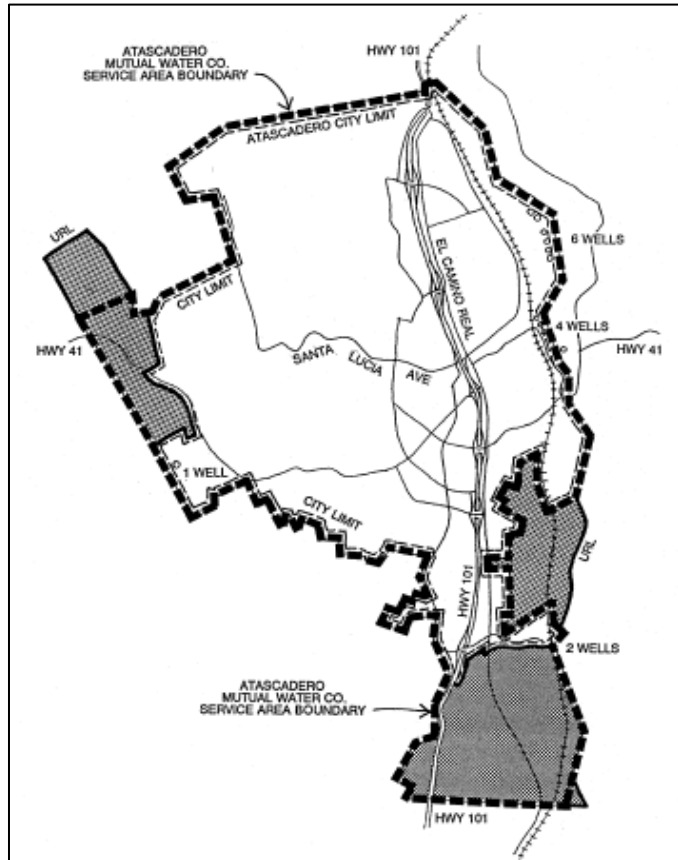 HWY 101
ATASCADERO
MUTUAL WATER CO.
SERVICE AREA BOUNDARY
ATASCADERO CITY LIMIT
URL
6 WELLS
EL CAMINO REAL
CITY LIMIT
4 WELLS
HWY 41
HWY 41
SANTA LUCIA AVE
1 WELL
CITY LIMIT
URL
HWY 101
2 WELLS
ATASCADERO
MUTUAL WATER CO.
SERVICE AREA BOUNDARY
HWY 101